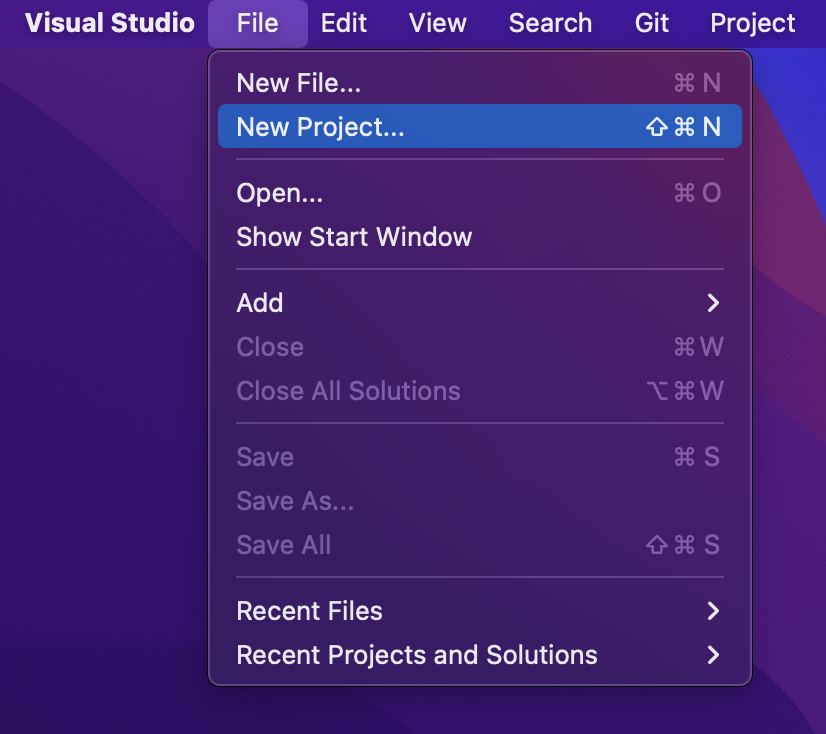 Visual Studio File Edit View Search Git Project
New File... ⌘ N
New Project... ⇧ ⌘ N
Open... ⌘ O
Show Start Window
Add >
Close ⌘ W
Close All Solutions ⌥ ⌘ W
Save ⌘ S
Save As...
Save All ⇧ ⌘ S
Recent Files >
Recent Projects and Solutions >